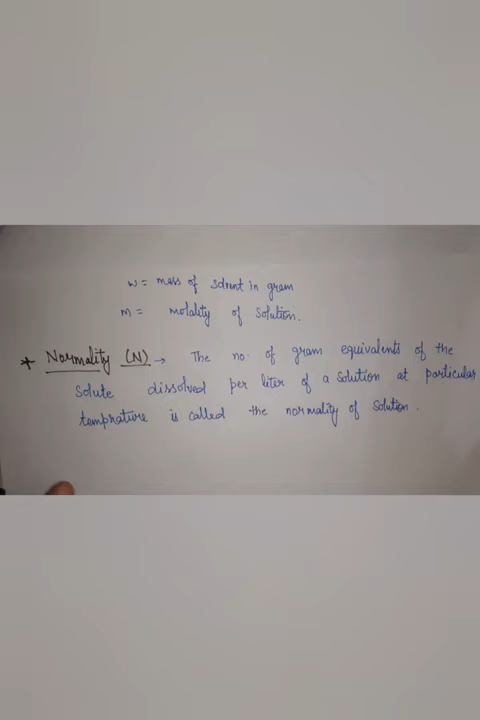 w = mass of solvent in gram
m = molality of Solution.
* Normality (N) → The no. of gram equivalents of the
Solute dissolved per liter of a solution at particular
temprature is called the normality of solution.